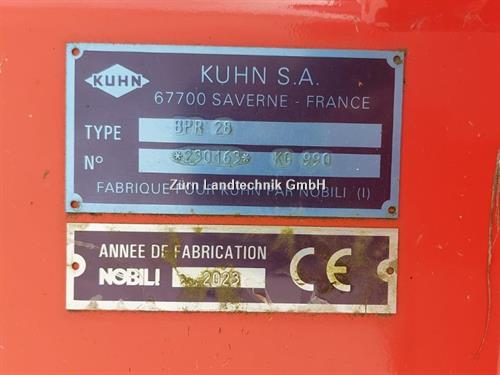 KUHN
KUHN S.A.
67700 SAVERNE - FRANCE
TYPE BPR 28
N° *230163* KG 990
Zürn Landtechnik GmbH
FABRIQUE POUR KUHN PAR NOBILI (I)
ANNEE DE FABRICATION
NOBILI 2023
CE